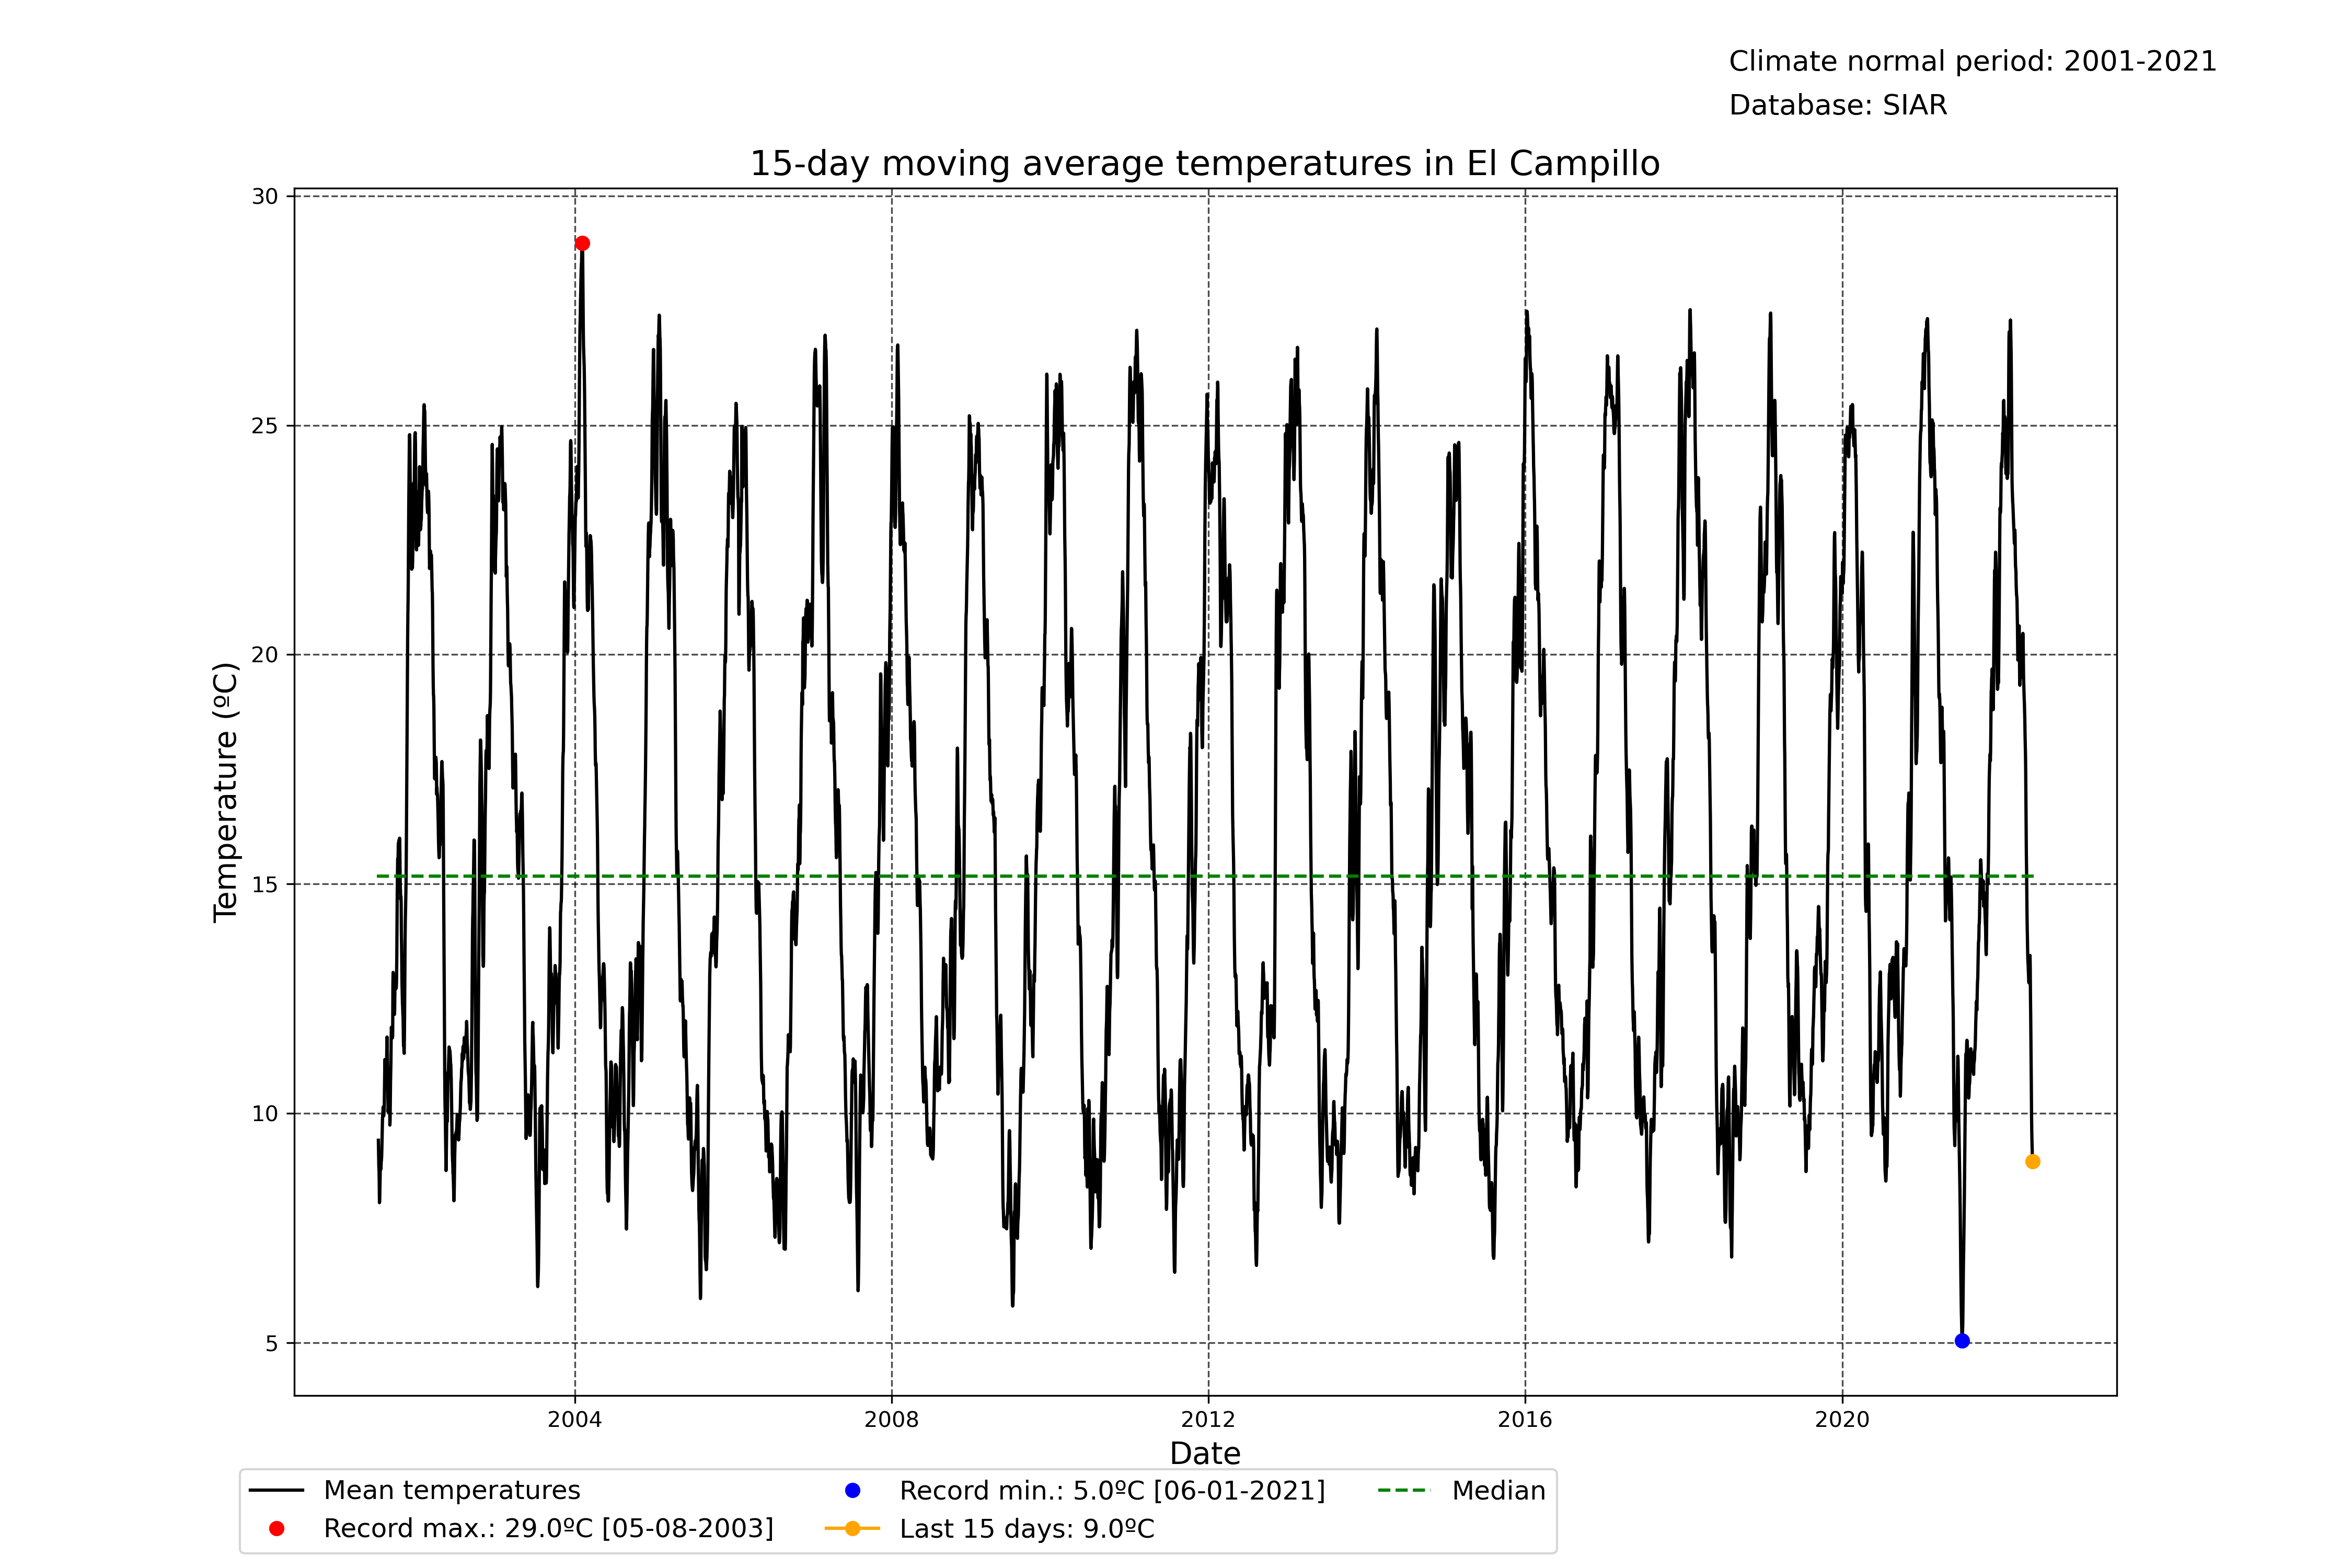 Climate normal period: 2001-2021
Database: SIAR
15-day moving average temperatures in El Campillo
30
25
20
15
10
5
Temperature (ºC)
2004 2008 2012 2016 2020
Date
Mean temperatures
Record max.: 29.0ºC [05-08-2003]
Record min.: 5.0ºC [06-01-2021]
Last 15 days: 9.0ºC
Median